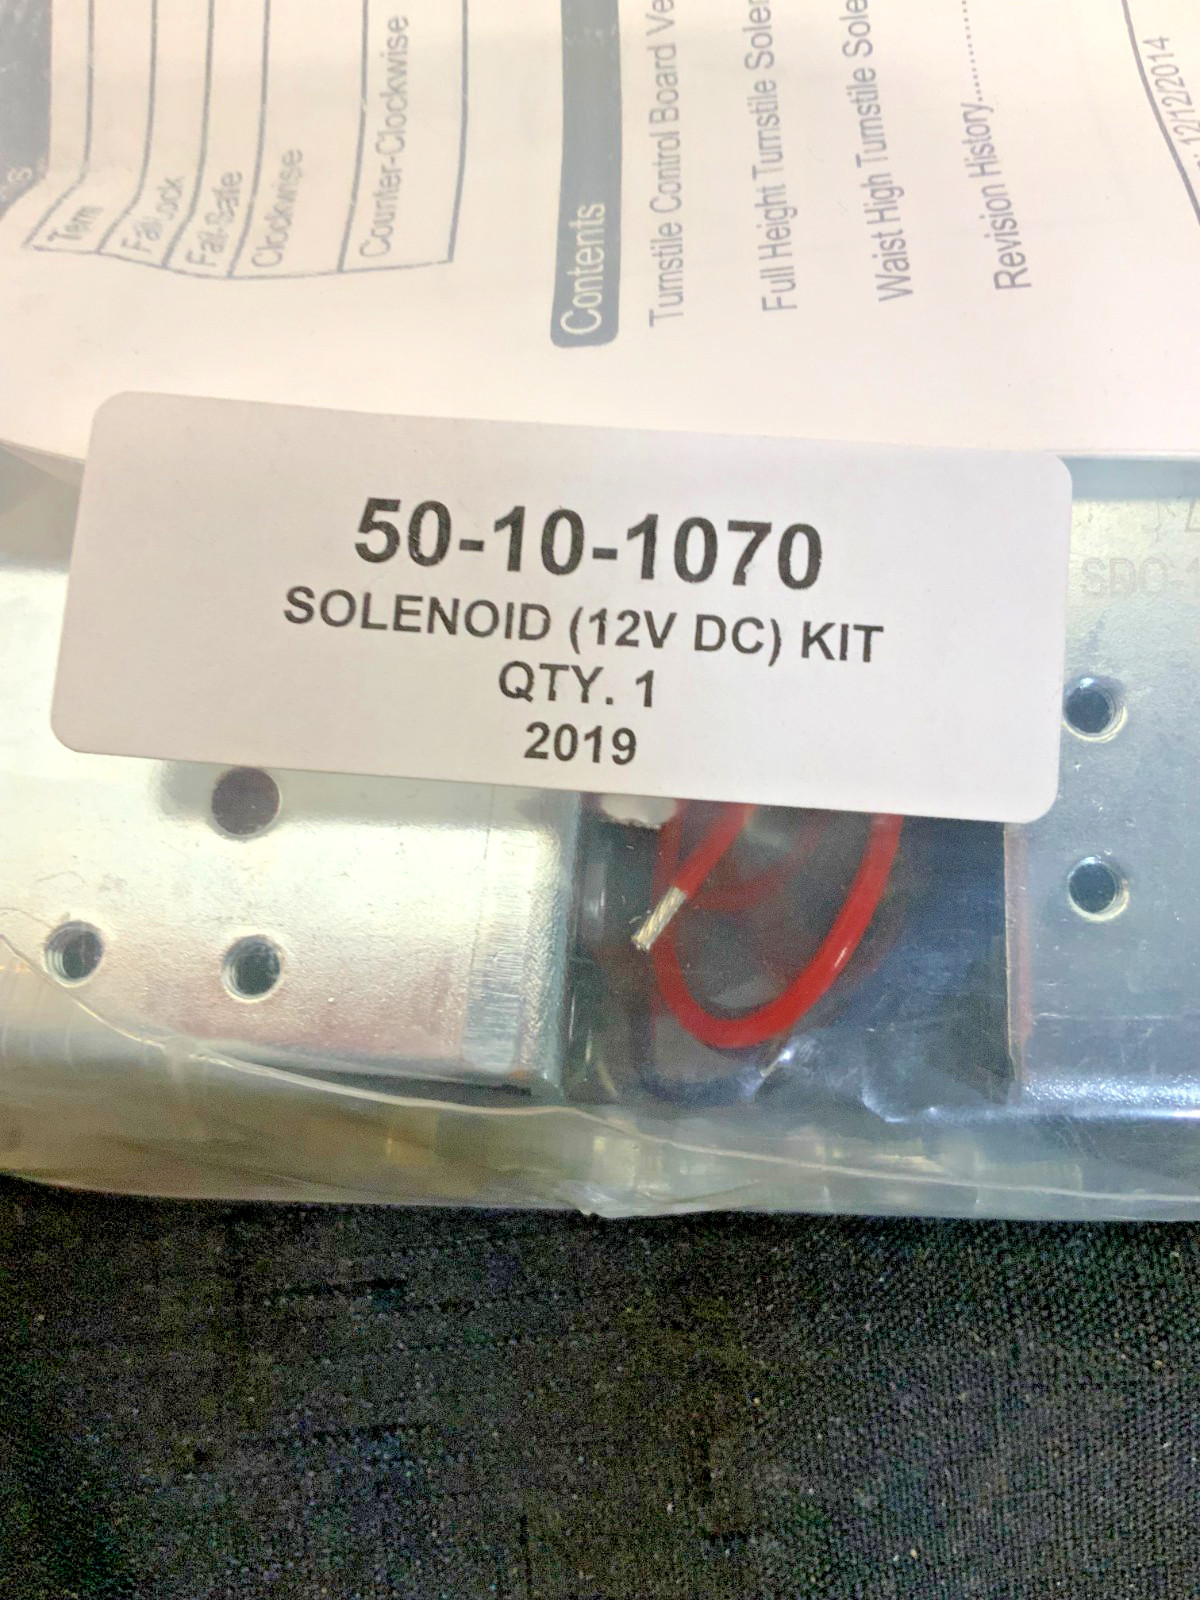 Term
Fail-Lock
Fail-Safe
Clockwise
Counter-Clockwise
Contents
Turnstile Control Board Ve
Full Height Turnstile Solen
Waist High Turnstile Sole
Revision History..........
12/12/2014
50-10-1070
SOLENOID (12V DC) KIT
QTY. 1
2019
SDC